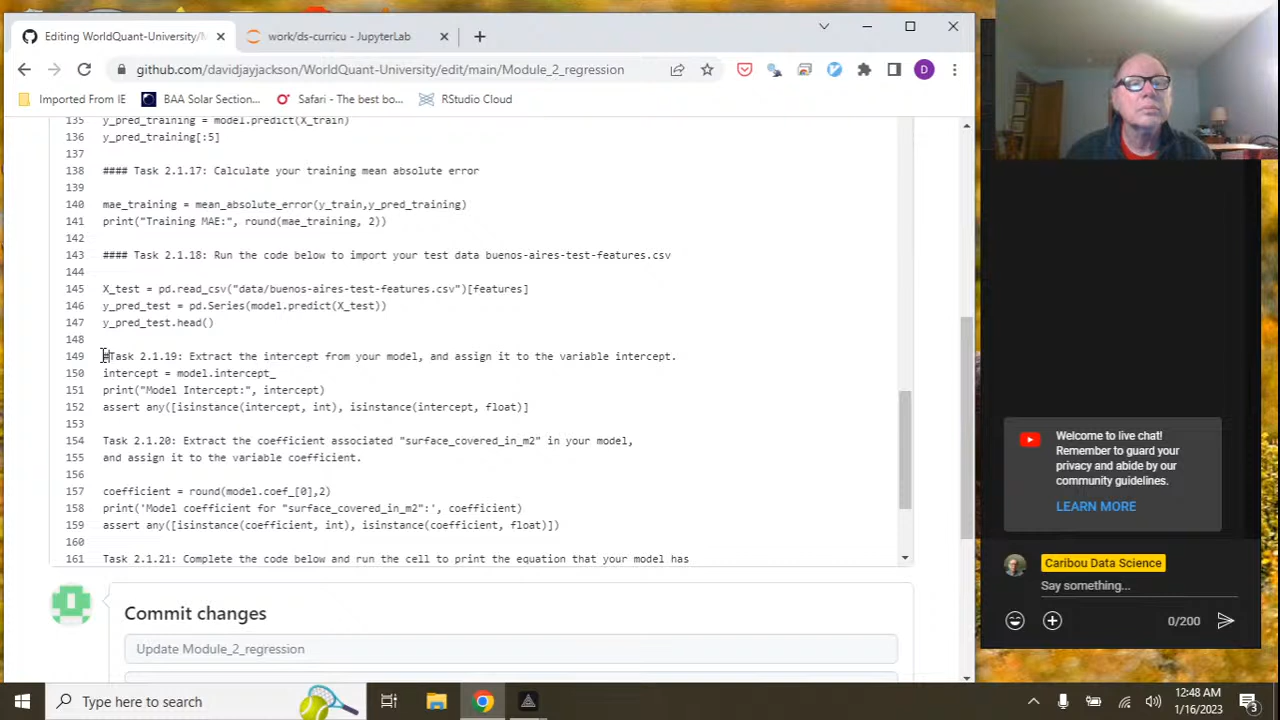 Editing WorldQuant-University/M
work/ds-curricu - JupyterLab
github.com/davidjayjackson/WorldQuant-University/edit/main/Module_2_regression
D
Imported From IE
BAA Solar Section...
Safari - The best bo...
RStudio Cloud
135 y_pred_training = model.predict(X_train)
136 y_pred_training[:5]
137
138 #### Task 2.1.17: Calculate your training mean absolute error
139
140 mae_training = mean_absolute_error(y_train,y_pred_training)
141 print("Training MAE:", round(mae_training, 2))
142
143 #### Task 2.1.18: Run the code below to import your test data buenos-aires-test-features.csv
144
145 X_test = pd.read_csv("data/buenos-aires-test-features.csv")[features]
146 y_pred_test = pd.Series(model.predict(X_test))
147 y_pred_test.head()
148
149 #Task 2.1.19: Extract the intercept from your model, and assign it to the variable intercept.
150 intercept = model.intercept_
151 print("Model Intercept:", intercept)
152 assert any([isinstance(intercept, int), isinstance(intercept, float)]
153
154 Task 2.1.20: Extract the coefficient associated "surface_covered_in_m2" in your model,
155 and assign it to the variable coefficient.
156
157 coefficient = round(model.coef_[0],2)
158 print('Model coefficient for "surface_covered_in_m2":', coefficient)
159 assert any([isinstance(coefficient, int), isinstance(coefficient, float)])
160
161 Task 2.1.21: Complete the code below and run the cell to print the equation that your model has
Commit changes
Update Module_2_regression
Welcome to live chat!
Remember to guard your
privacy and abide by our
community guidelines.
LEARN MORE
Caribou Data Science
Say something...
0/200
Type here to search
12:48 AM
1/16/2023
3